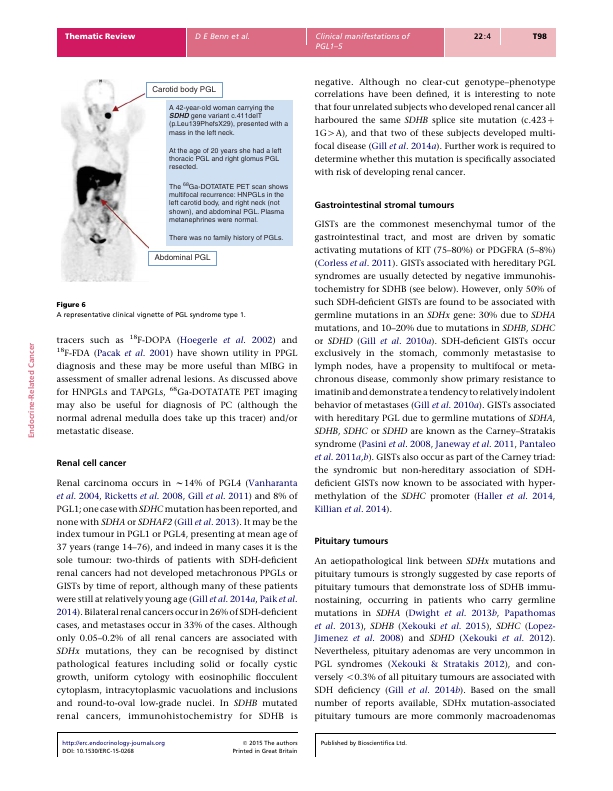 Thematic Review
D E Benn et al.
Clinical manifestations of
PGL1–5
22:4
T98
Carotid body PGL
A 42-year-old woman carrying the
SDHD gene variant c.411delT
(p.Leu139PhefsX29), presented with a
mass in the left neck.
At the age of 20 years she had a left
thoracic PGL and right glomus PGL
resected.
The 68Ga-DOTATATE PET scan shows
multifocal recurrence: HNPGLs in the
left carotid body, and right neck (not
shown), and abdominal PGL. Plasma
metanephrines were normal.
There was no family history of PGLs.
Abdominal PGL
Figure 6
A representative clinical vignette of PGL syndrome type 1.
tracers such as 18F-DOPA (Hoegerle et al. 2002) and
18F-FDA (Pacak et al. 2001) have shown utility in PPGL
diagnosis and these may be more useful than MIBG in
assessment of smaller adrenal lesions. As discussed above
for HNPGLs and TAPGLs, 68Ga-DOTATATE PET imaging
may also be useful for diagnosis of PC (although the
normal adrenal medulla does take up this tracer) and/or
metastatic disease.
Renal cell cancer
Renal carcinoma occurs in ~14% of PGL4 (Vanharanta
et al. 2004, Ricketts et al. 2008, Gill et al. 2011) and 8% of
PGL1; one case with SDHC mutation has been reported, and
none with SDHA or SDHAF2 (Gill et al. 2013). It may be the
index tumour in PGL1 or PGL4, presenting at mean age of
37 years (range 14–76), and indeed in many cases it is the
sole tumour: two-thirds of patients with SDH-deficient
renal cancers had not developed metachronous PPGLs or
GISTs by time of report, although many of these patients
were still at relatively young age (Gill et al. 2014a, Paik et al.
2014). Bilateral renal cancers occur in 26% of SDH-deficient
cases, and metastases occur in 33% of the cases. Although
only 0.05–0.2% of all renal cancers are associated with
SDHx mutations, they can be recognised by distinct
pathological features including solid or focally cystic
growth, uniform cytology with eosinophilic flocculent
cytoplasm, intracytoplasmic vacuolations and inclusions
and round-to-oval low-grade nuclei. In SDHB mutated
renal cancers, immunohistochemistry for SDHB is
negative. Although no clear-cut genotype–phenotype
correlations have been defined, it is interesting to note
that four unrelated subjects who developed renal cancer all
harboured the same SDHB splice site mutation (c.423+
1G>A), and that two of these subjects developed multi-
focal disease (Gill et al. 2014a). Further work is required to
determine whether this mutation is specifically associated
with risk of developing renal cancer.
Gastrointestinal stromal tumours
GISTs are the commonest mesenchymal tumor of the
gastrointestinal tract, and most are driven by somatic
activating mutations of KIT (75–80%) or PDGFRA (5–8%)
(Corless et al. 2011). GISTs associated with hereditary PGL
syndromes are usually detected by negative immunohis-
tochemistry for SDHB (see below). However, only 50% of
such SDH-deficient GISTs are found to be associated with
germline mutations in an SDHx gene: 30% due to SDHA
mutations, and 10–20% due to mutations in SDHB, SDHC
or SDHD (Gill et al. 2010a). SDH-deficient GISTs occur
exclusively in the stomach, commonly metastasise to
lymph nodes, have a propensity to multifocal or meta-
chronous disease, commonly show primary resistance to
imatinib and demonstrate a tendency to relatively indolent
behavior of metastases (Gill et al. 2010a). GISTs associated
with hereditary PGL due to germline mutations of SDHA,
SDHB, SDHC or SDHD are known as the Carney–Stratakis
syndrome (Pasini et al. 2008, Janeway et al. 2011, Pantaleo
et al. 2011a,b). GISTs also occur as part of the Carney triad:
the syndromic but non-hereditary association of SDH-
deficient GISTs now known to be associated with hyper-
methylation of the SDHC promoter (Haller et al. 2014,
Killian et al. 2014).
Pituitary tumours
An aetiopathological link between SDHx mutations and
pituitary tumours is strongly suggested by case reports of
pituitary tumours that demonstrate loss of SDHB immu-
nostaining, occurring in patients who carry germline
mutations in SDHA (Dwight et al. 2013b, Papathomas
et al. 2013), SDHB (Xekouki et al. 2015), SDHC (Lopez-
Jimenez et al. 2008) and SDHD (Xekouki et al. 2012).
Nevertheless, pituitary adenomas are very uncommon in
PGL syndromes (Xekouki & Stratakis 2012), and con-
versely <0.3% of all pituitary tumours are associated with
SDH deficiency (Gill et al. 2014b). Based on the small
number of reports available, SDHx mutation-associated
pituitary tumours are more commonly macroadenomas
Endocrine-Related Cancer
http://erc.endocrinology-journals.org
DOI: 10.1530/ERC-15-0268
© 2015 The authors
Printed in Great Britain
Published by Bioscientifica Ltd.